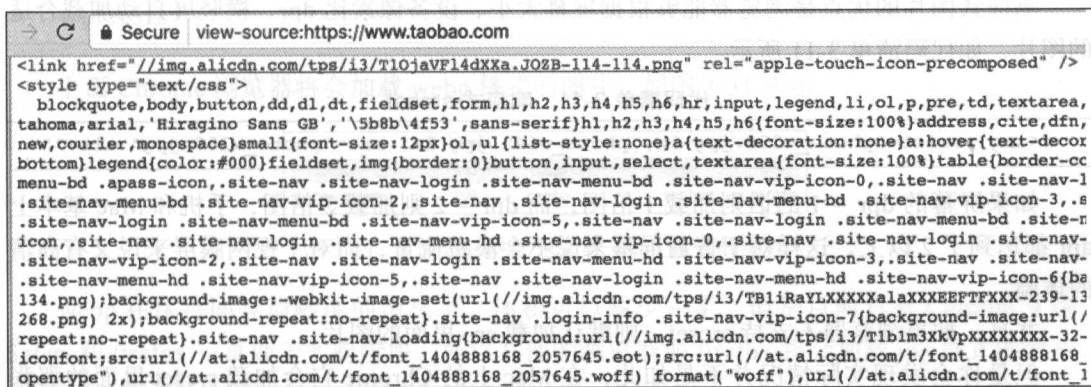 Secure view-source:https://www.taobao.com
<link href="//img.alicdn.com/tps/i3/T1OjaVFl4dXXa.JOZB-114-114.png" rel="apple-touch-icon-precomposed" />
<style type="text/css">
blockquote,body,button,dd,dl,dt,fieldset,form,h1,h2,h3,h4,h5,h6,hr,input,legend,li,ol,p,pre,td,textarea,
tahoma,arial,'Hiragino Sans GB','\5b8b\4f53',sans-serif}h1,h2,h3,h4,h5,h6{font-size:100%}address,cite,dfn,
new,courier,monospace}small{font-size:12px}ol,ul{list-style:none}a{text-decoration:none}a:hover{text-decor
bottom}legend{color:#000}fieldset,img{border:0}button,input,select,textarea{font-size:100%}table{border-co
menu-bd .apass-icon,.site-nav .site-nav-login .site-nav-menu-bd .site-nav-vip-icon-0,.site-nav .site-nav-l
.site-nav-menu-bd .site-nav-vip-icon-2,.site-nav .site-nav-login .site-nav-menu-bd .site-nav-vip-icon-3,.s
.site-nav-login .site-nav-menu-bd .site-nav-vip-icon-5,.site-nav .site-nav-login .site-nav-menu-bd .site-n
icon,.site-nav .site-nav-login .site-nav-menu-hd .site-nav-vip-icon-0,.site-nav .site-nav-login .site-nav-
.site-nav-vip-icon-2,.site-nav .site-nav-login .site-nav-menu-hd .site-nav-vip-icon-3,.site-nav .site-nav-
.site-nav-menu-hd .site-nav-vip-icon-5,.site-nav .site-nav-login .site-nav-menu-hd .site-nav-vip-icon-6{ba
134.png);background-image:-webkit-image-set(url(//img.alicdn.com/tps/i3/TB1iRaYLXXXXXalaXXXEEFTFXXX-239-13
268.png) 2x);background-repeat:no-repeat}.site-nav .login-info .site-nav-vip-icon-7{background-image:url(/
repeat:no-repeat}.site-nav .site-nav-loading{background:url(//img.alicdn.com/tps/i3/T1b1m3XkVpXXXXXXXX-32-
iconfont;src:url(//at.alicdn.com/t/font_1404888168_2057645.eot);src:url(//at.alicdn.com/t/font_1404888168_
opentype"),url(//at.alicdn.com/t/font_1404888168_2057645.woff) format("woff"),url(//at.alicdn.com/t/font_1